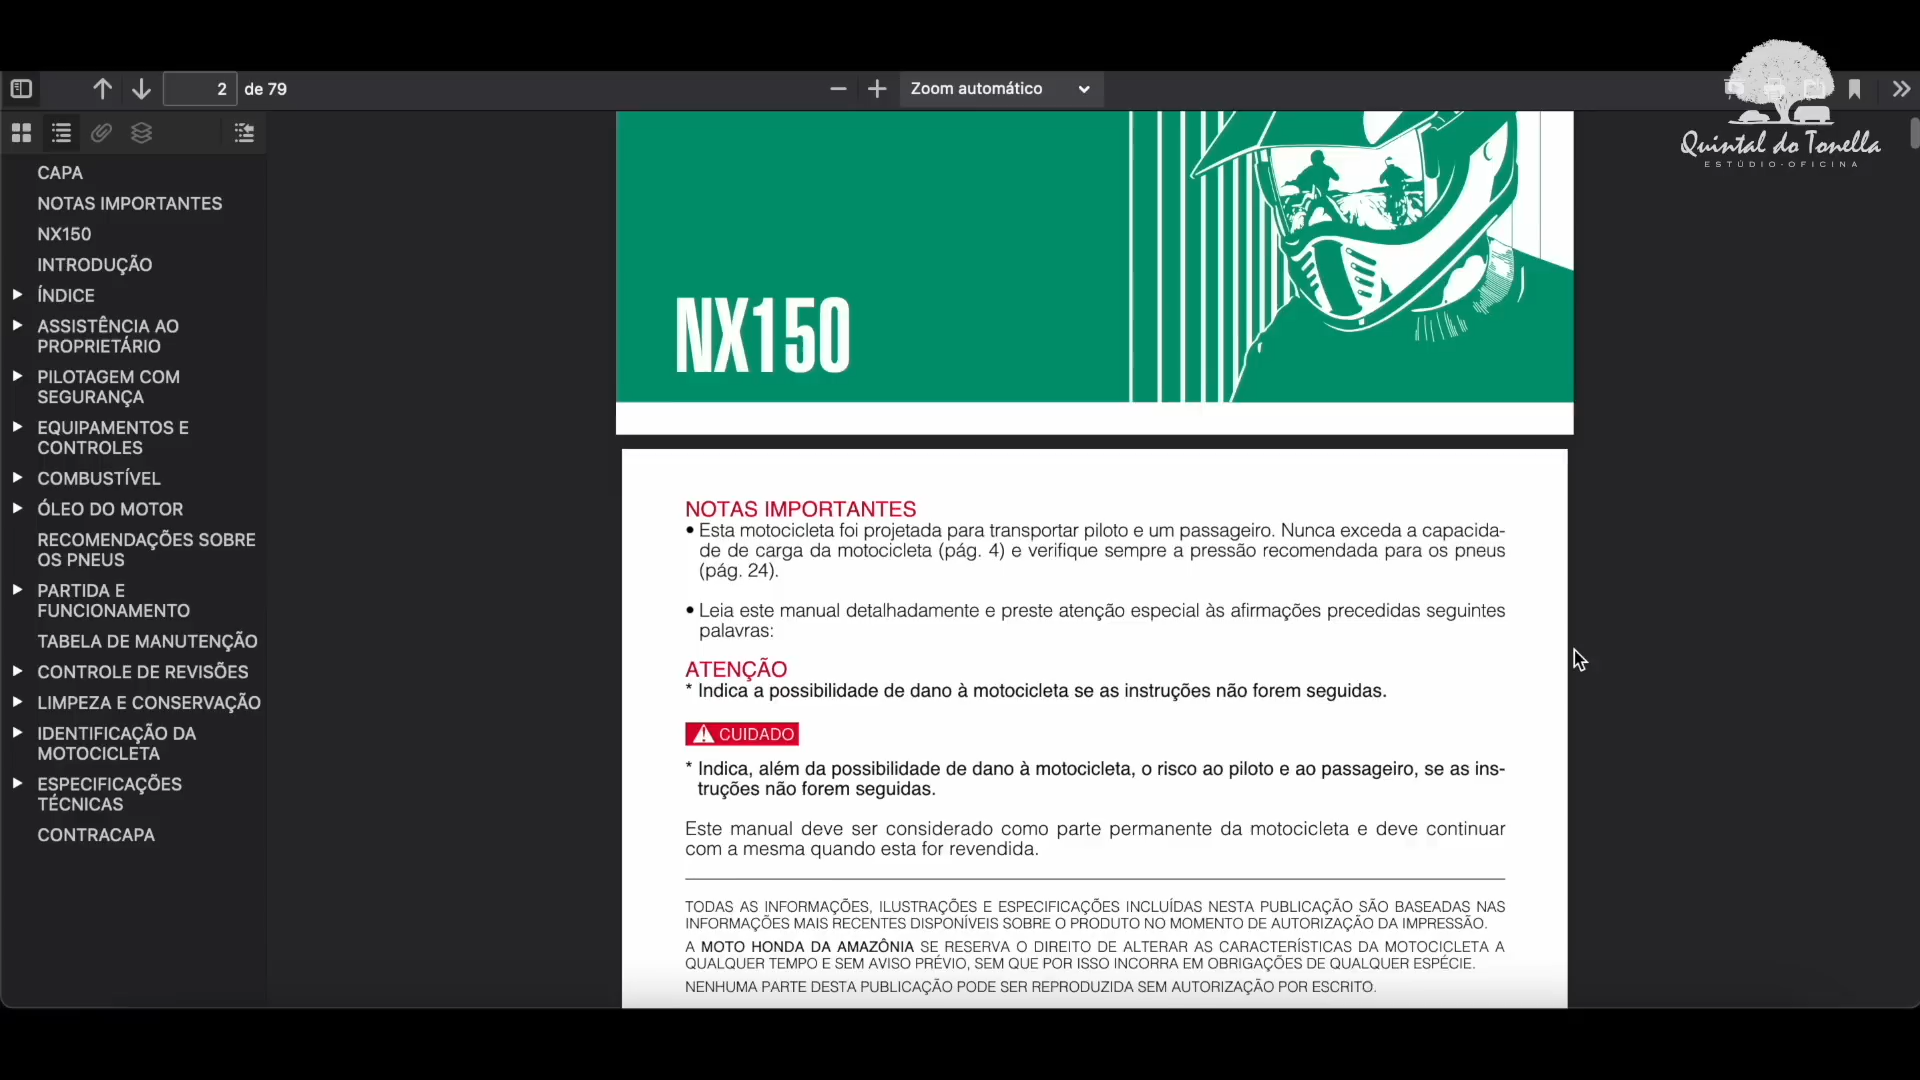 2 de 79
Zoom automático
Quintal do Tonella
ESTÚDIO-OFICINA
CAPA
NOTAS IMPORTANTES
NX150
INTRODUÇÃO
ÍNDICE
ASSISTÊNCIA AO
PROPRIETÁRIO
PILOTAGEM COM
SEGURANÇA
EQUIPAMENTOS E
CONTROLES
COMBUSTÍVEL
ÓLEO DO MOTOR
RECOMENDAÇÕES SOBRE
OS PNEUS
PARTIDA E
FUNCIONAMENTO
TABELA DE MANUTENÇÃO
CONTROLE DE REVISÕES
LIMPEZA E CONSERVAÇÃO
IDENTIFICAÇÃO DA
MOTOCICLETA
ESPECIFICAÇÕES
TÉCNICAS
CONTRACAPA
NX150
NOTAS IMPORTANTES
• Esta motocicleta foi projetada para transportar piloto e um passageiro. Nunca exceda a capacida-
de de carga da motocicleta (pág. 4) e verifique sempre a pressão recomendada para os pneus
(pág. 24).
• Leia este manual detalhadamente e preste atenção especial às afirmações precedidas seguintes
palavras:
ATENÇÃO
* Indica a possibilidade de dano à motocicleta se as instruções não forem seguidas.
CUIDADO
* Indica, além da possibilidade de dano à motocicleta, o risco ao piloto e ao passageiro, se as ins-
truções não forem seguidas.
Este manual deve ser considerado como parte permanente da motocicleta e deve continuar
com a mesma quando esta for revendida.
TODAS AS INFORMAÇÕES, ILUSTRAÇÕES E ESPECIFICAÇÕES INCLUÍDAS NESTA PUBLICAÇÃO SÃO BASEADAS NAS
INFORMAÇÕES MAIS RECENTES DISPONÍVEIS SOBRE O PRODUTO NO MOMENTO DE AUTORIZAÇÃO DA IMPRESSÃO.
A MOTO HONDA DA AMAZÔNIA SE RESERVA O DIREITO DE ALTERAR AS CARACTERÍSTICAS DA MOTOCICLETA A
QUALQUER TEMPO E SEM AVISO PRÉVIO, SEM QUE POR ISSO INCORRA EM OBRIGAÇÕES DE QUALQUER ESPÉCIE.
NENHUMA PARTE DESTA PUBLICAÇÃO PODE SER REPRODUZIDA SEM AUTORIZAÇÃO POR ESCRITO.